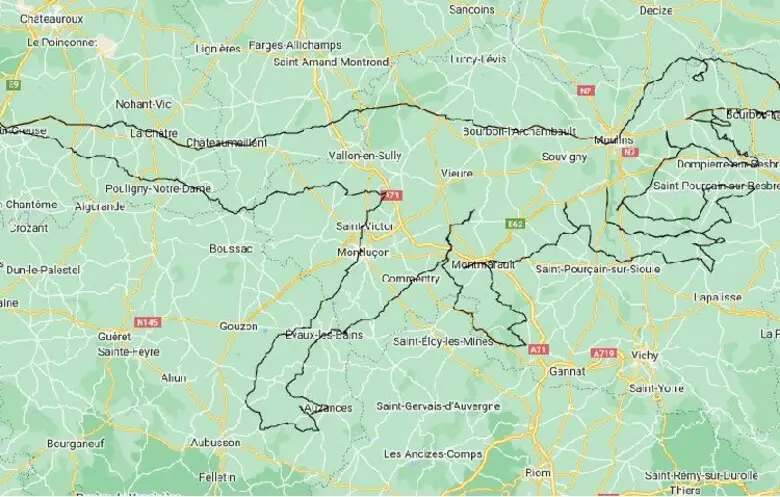 Sancoins
Decize
Châteauroux
Le Poinçonnet
Lignières
Farges-Allichamps
Saint Amand Montrond
Lurcy-Lévis
E9
N7
Nohant-Vic
La Châtre
Châteaumeillant
Bourbon-l'Archambault
Moulins
N7
Vallon-en-Sully
Souvigny
Dompierre-sur-Besbre
Vieure
Pouligny-Notre-Dame
A71
Saint Pourçain-sur-Besbre
Aigurande
Crozant
Saint-Victor
E62
Boussac
Montluçon
Montmarault
Dun-le-Palestel
Saint-Pourçain-sur-Sioule
Commentry
Lapalisse
N145
Gouzon
Guéret
Évaux-les-Bains
Saint-Éloy-les-Mines
Sainte-Feyre
A71
A719
Vichy
Gannat
Ahun
Saint-Yorre
Auzances
Saint-Gervais-d'Auvergne
Bourganeuf
Aubusson
Les Ancizes-Comps
Felletin
Riom
Saint-Rémy-sur-Durolle
Thiers